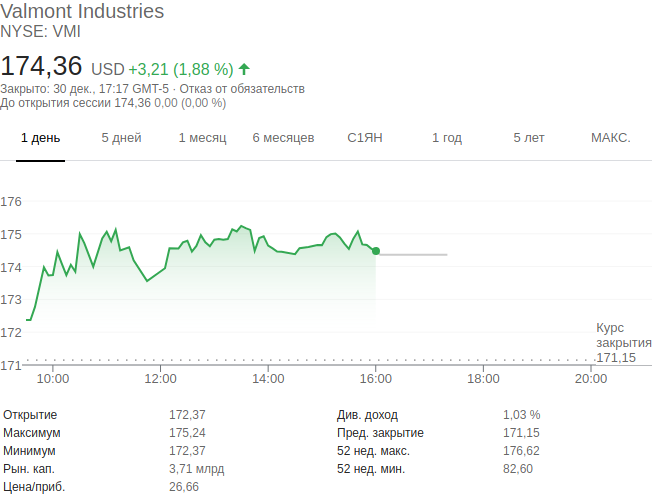 Valmont Industries
NYSE: VMI
174,36 USD +3,21 (1,88 %)
Закрыто: 30 дек., 17:17 GMT-5 · Отказ от обязательств
До открытия сессии 174,36 0,00 (0,00 %)
1 день 5 дней 1 месяц 6 месяцев С1ЯН 1 год 5 лет МАКС.
176
175
174
173
172
171
Курс
закрытия
171,15
10:00 12:00 14:00 16:00 18:00 20:00
Открытие 172,37 Див. доход 1,03 %
Максимум 175,24 Пред. закрытие 171,15
Минимум 172,37 52 нед. макс. 176,62
Рын. кап. 3,71 млрд 52 нед. мин. 82,60
Цена/приб. 26,66